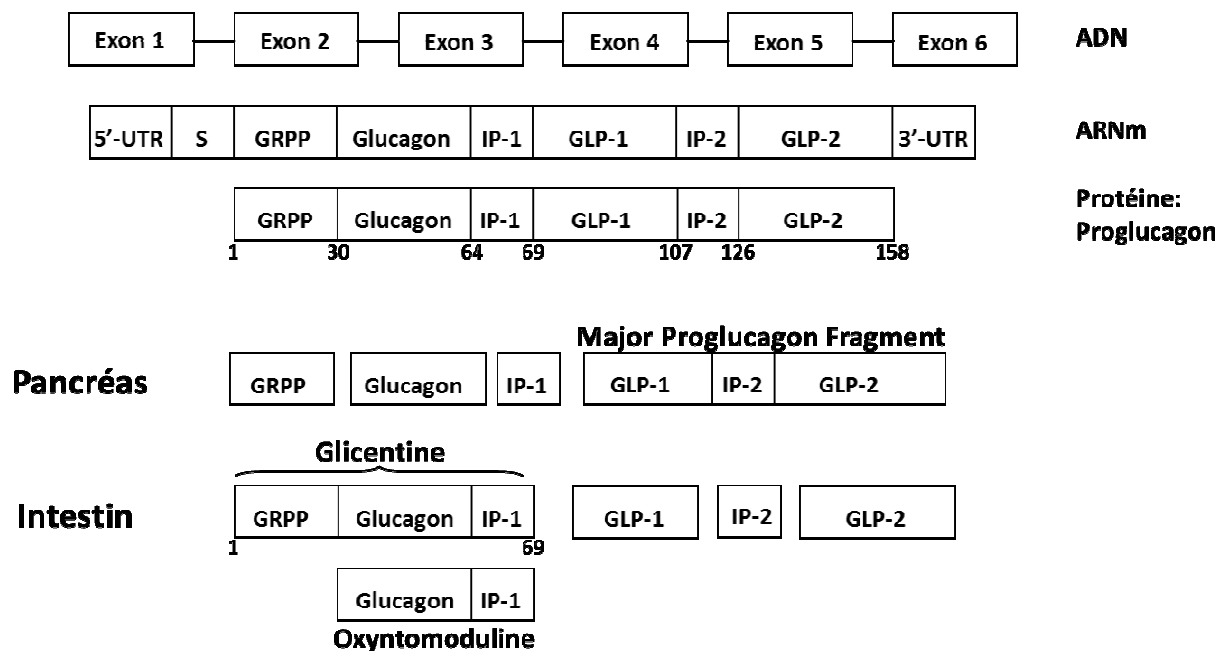 Exon 1 Exon 2 Exon 3 Exon 4 Exon 5 Exon 6 ADN
5’-UTR S GRPP Glucagon IP-1 GLP-1 IP-2 GLP-2 3’-UTR ARNm
Protéine:
GRPP Glucagon IP-1 GLP-1 IP-2 GLP-2 Proglucagon
1 30 64 69 107 126 158
Major Proglucagon Fragment
Pancréas GRPP Glucagon IP-1 GLP-1 IP-2 GLP-2
Glicentine
Intestin GRPP Glucagon IP-1 GLP-1 IP-2 GLP-2
1 69
Glucagon IP-1
Oxyntomoduline